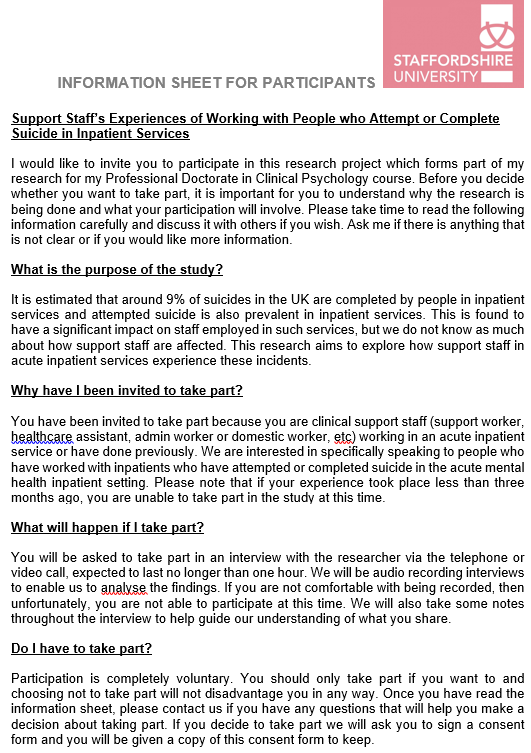 STAFFORDSHIRE
UNIVERSITY
INFORMATION SHEET FOR PARTICIPANTS
Support Staff's Experiences of Working with People who Attempt or Complete
Suicide in Inpatient Services
I would like to invite you to participate in this research project which forms part of my
research for my Professional Doctorate in Clinical Psychology course. Before you decide
whether you want to take part, it is important for you to understand why the research is
being done and what your participation will involve. Please take time to read the following
information carefully and discuss it with others if you wish. Ask me if there is anything that
is not clear or if you would like more information.
What is the purpose of the study?
It is estimated that around 9% of suicides in the UK are completed by people in inpatient
services and attempted suicide is also prevalent in inpatient services. This is found to
have a significant impact on staff employed in such services, but we do not know as much
about how support staff are affected. This research aims to explore how support staff in
acute inpatient services experience these incidents.
Why have I been invited to take part?
You have been invited to take part because you are clinical support staff (support worker,
healthcare assistant, admin worker or domestic worker, etc) working in an acute inpatient
service or have done previously. We are interested in specifically speaking to people who
have worked with inpatients who have attempted or completed suicide in the acute mental
health inpatient setting. Please note that if your experience took place less than three
months ago, you are unable to take part in the study at this time.
What will happen if I take part?
You will be asked to take part in an interview with the researcher via the telephone or
video call, expected to last no longer than one hour. We will be audio recording interviews
to enable us to analyse the findings. If you are not comfortable with being recorded, then
unfortunately, you are not able to participate at this time. We will also take some notes
throughout the interview to help guide our understanding of what you share.
Do I have to take part?
Participation is completely voluntary. You should only take part if you want to and
choosing not to take part will not disadvantage you in any way. Once you have read the
information sheet, please contact us if you have any questions that will help you make a
decision about taking part. If you decide to take part we will ask you to sign a consent
form and you will be given a copy of this consent form to keep.